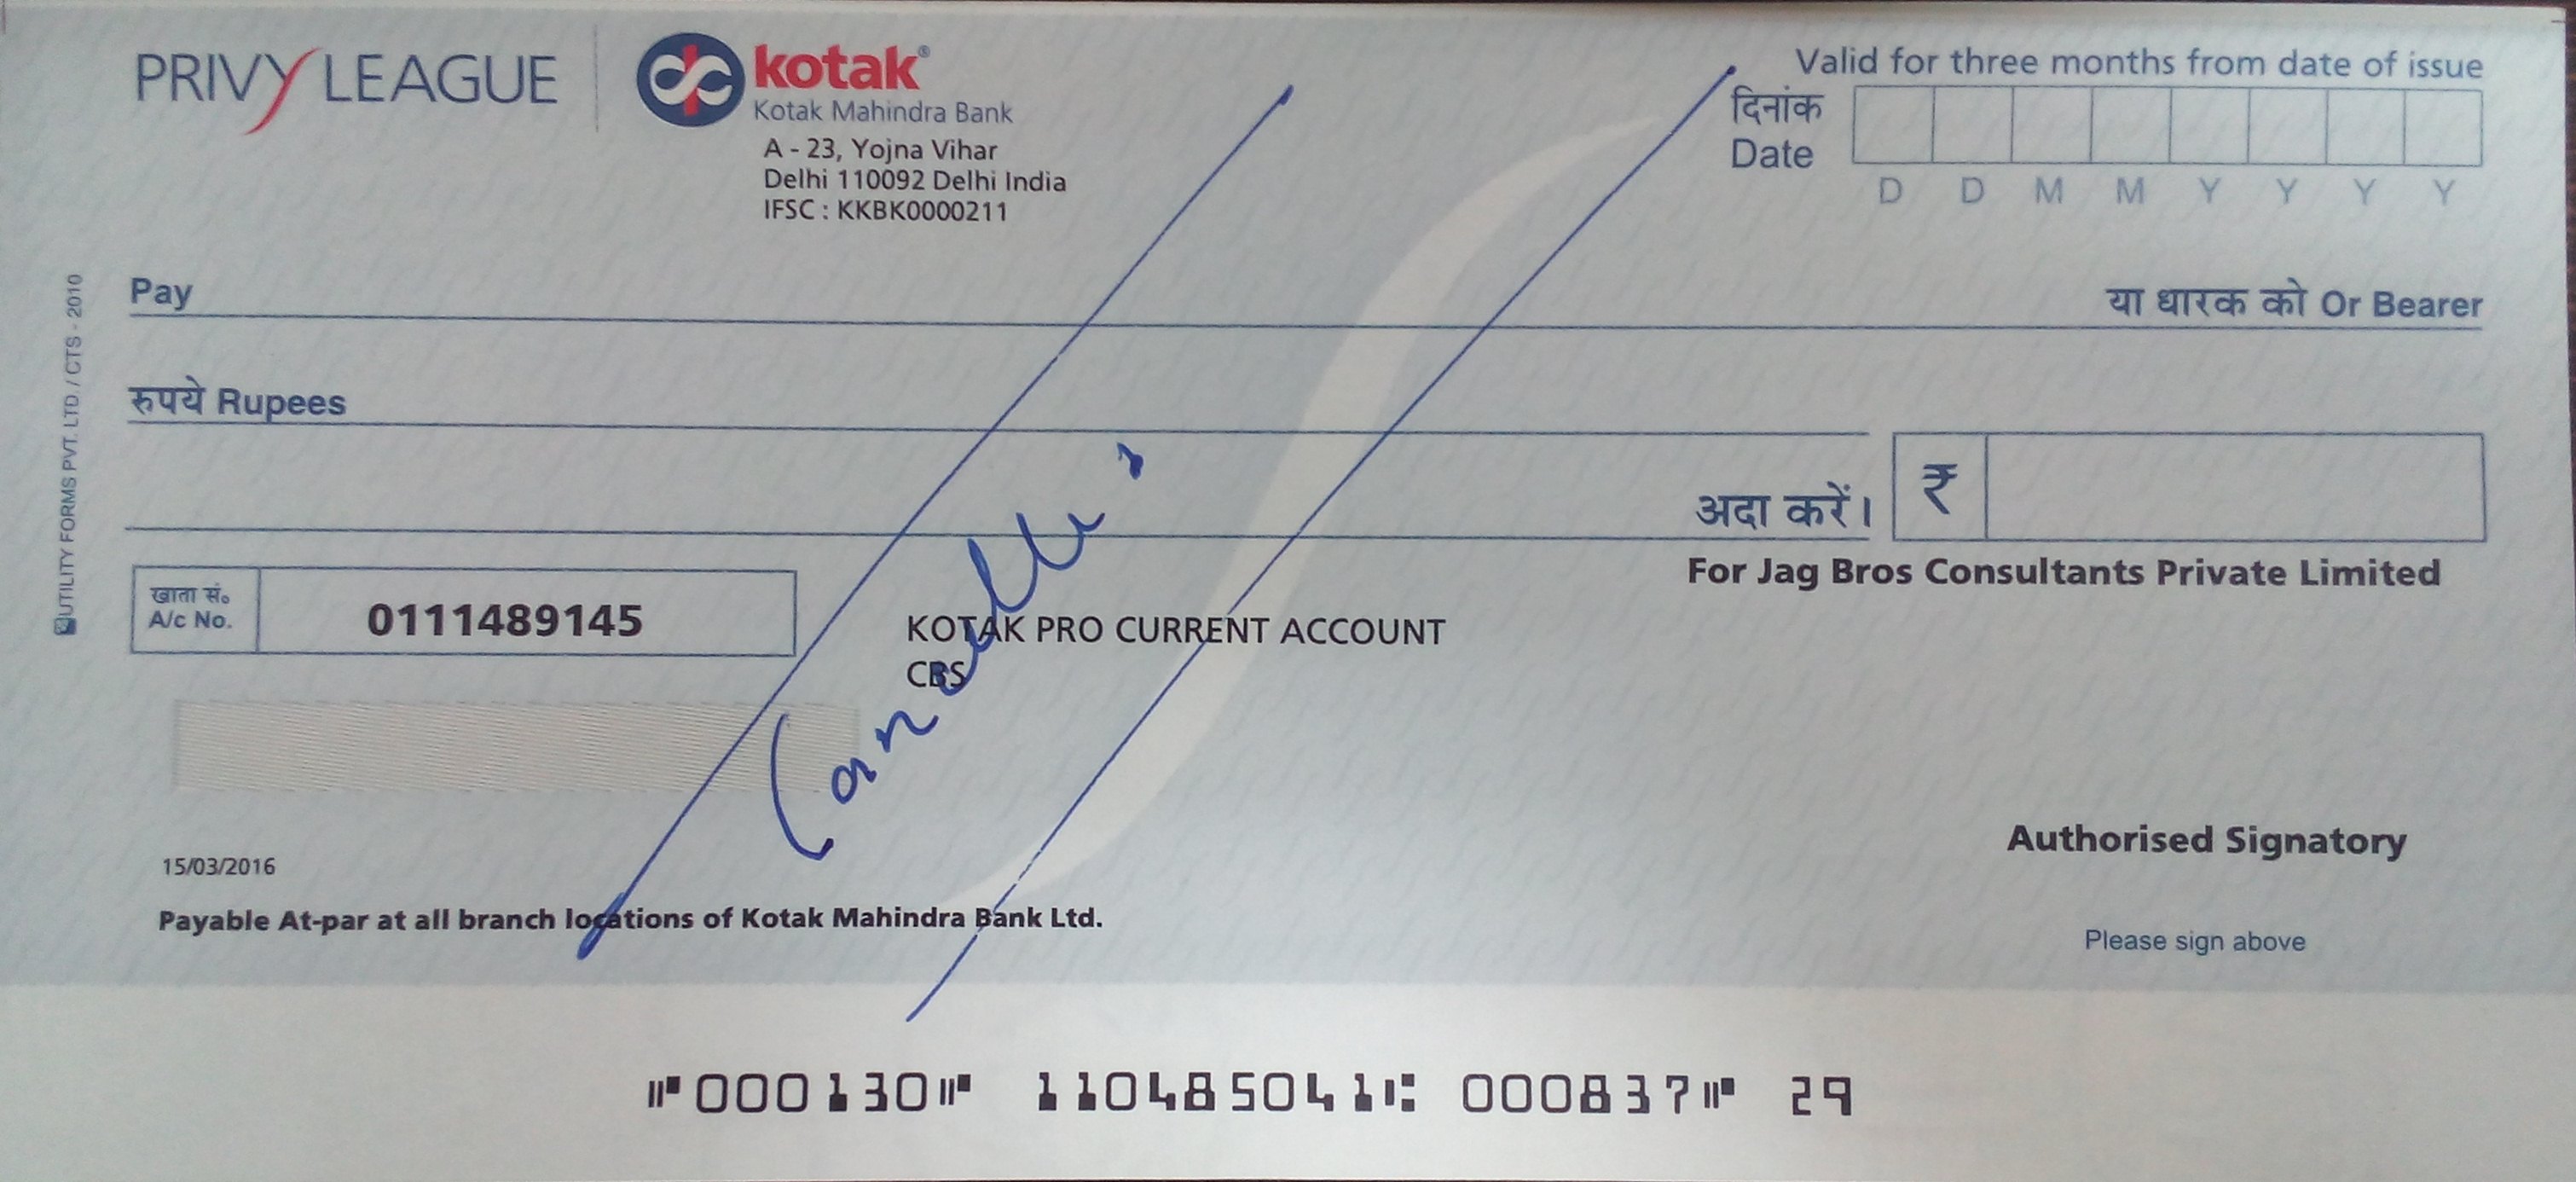 PRIVY LEAGUE
kotak®
Kotak Mahindra Bank
A - 23, Yojna Vihar
Delhi 110092 Delhi India
IFSC : KKBK0000211
Valid for three months from date of issue
दिनांक
Date
D D M M Y Y Y Y
Pay
या धारक को Or Bearer
रुपये Rupees
अदा करें।
₹
For Jag Bros Consultants Private Limited
खाता सं॰
A/c No.
0111489145
KOTAK PRO CURRENT ACCOUNT
CBS
15/03/2016
Payable At-par at all branch locations of Kotak Mahindra Bank Ltd.
Authorised Signatory
Please sign above
UTILITY FORMS PVT. LTD. / CTS - 2010
⑈000130⑈ 110485041⑆ 000837⑈ 29